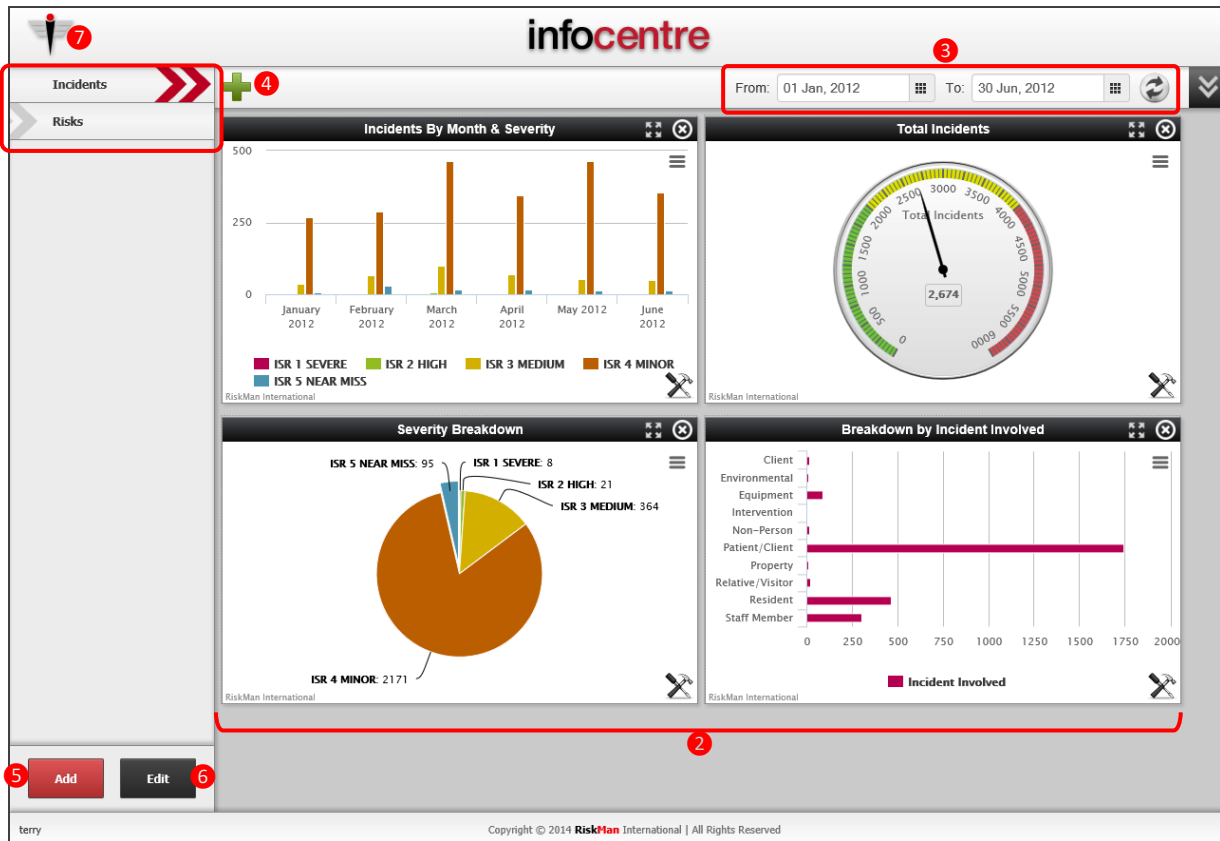 7
infocentre
3
Incidents
4
From: 01 Jan, 2012 To: 30 Jun, 2012
Risks
Incidents By Month & Severity
500
250
0
January 2012
February 2012
March 2012
April 2012
May 2012
June 2012
ISR 1 SEVERE ISR 2 HIGH ISR 3 MEDIUM ISR 4 MINOR
ISR 5 NEAR MISS
RiskMan International
Total Incidents
0
500
1000
1500
2000
2500
3000
3500
4000
4500
5000
5500
6000
Total Incidents
2,674
RiskMan International
Severity Breakdown
ISR 5 NEAR MISS: 95
ISR 1 SEVERE: 8
ISR 2 HIGH: 21
ISR 3 MEDIUM: 364
ISR 4 MINOR: 2171
RiskMan International
Breakdown by Incident Involved
Client
Environmental
Equipment
Intervention
Non-Person
Patient/Client
Property
Relative/Visitor
Resident
Staff Member
0 250 500 750 1000 1250 1500 1750 2000
Incident Involved
RiskMan International
2
5
Add
Edit
6
terry
Copyright © 2014 RiskMan International | All Rights Reserved